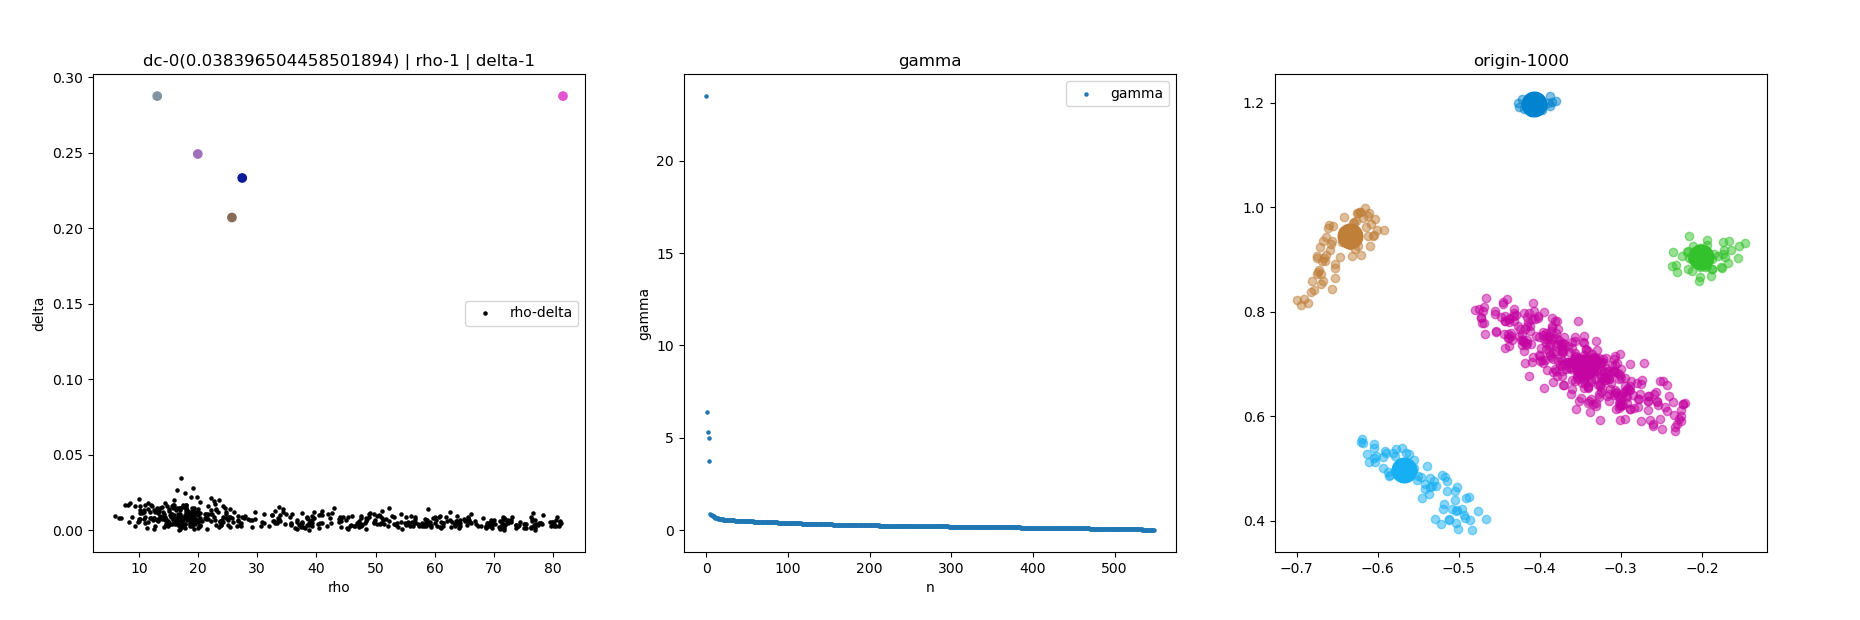 dc-0(0.038396504458501894) | rho-1 | delta-1
0.30
0.25
0.20
0.15
0.10
0.05
0.00
delta
rho-delta
10 20 30 40 50 60 70 80
rho
gamma
gamma
20
15
10
5
0
gamma
0 100 200 300 400 500
n
origin-1000
1.2
1.0
0.8
0.6
0.4
−0.7 −0.6 −0.5 −0.4 −0.3 −0.2